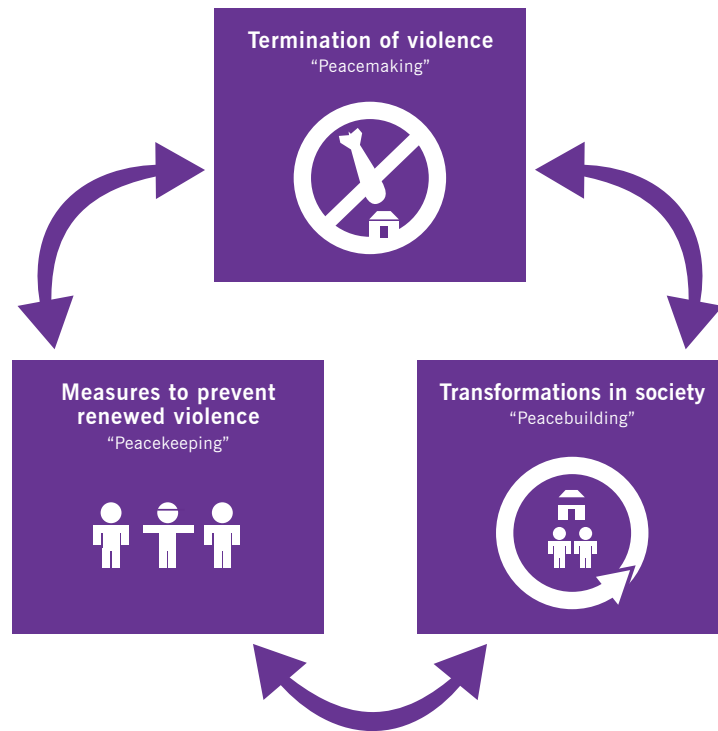 Termination of violence
“Peacemaking”
Measures to prevent
renewed violence
“Peacekeeping”
Transformations in society
“Peacebuilding”